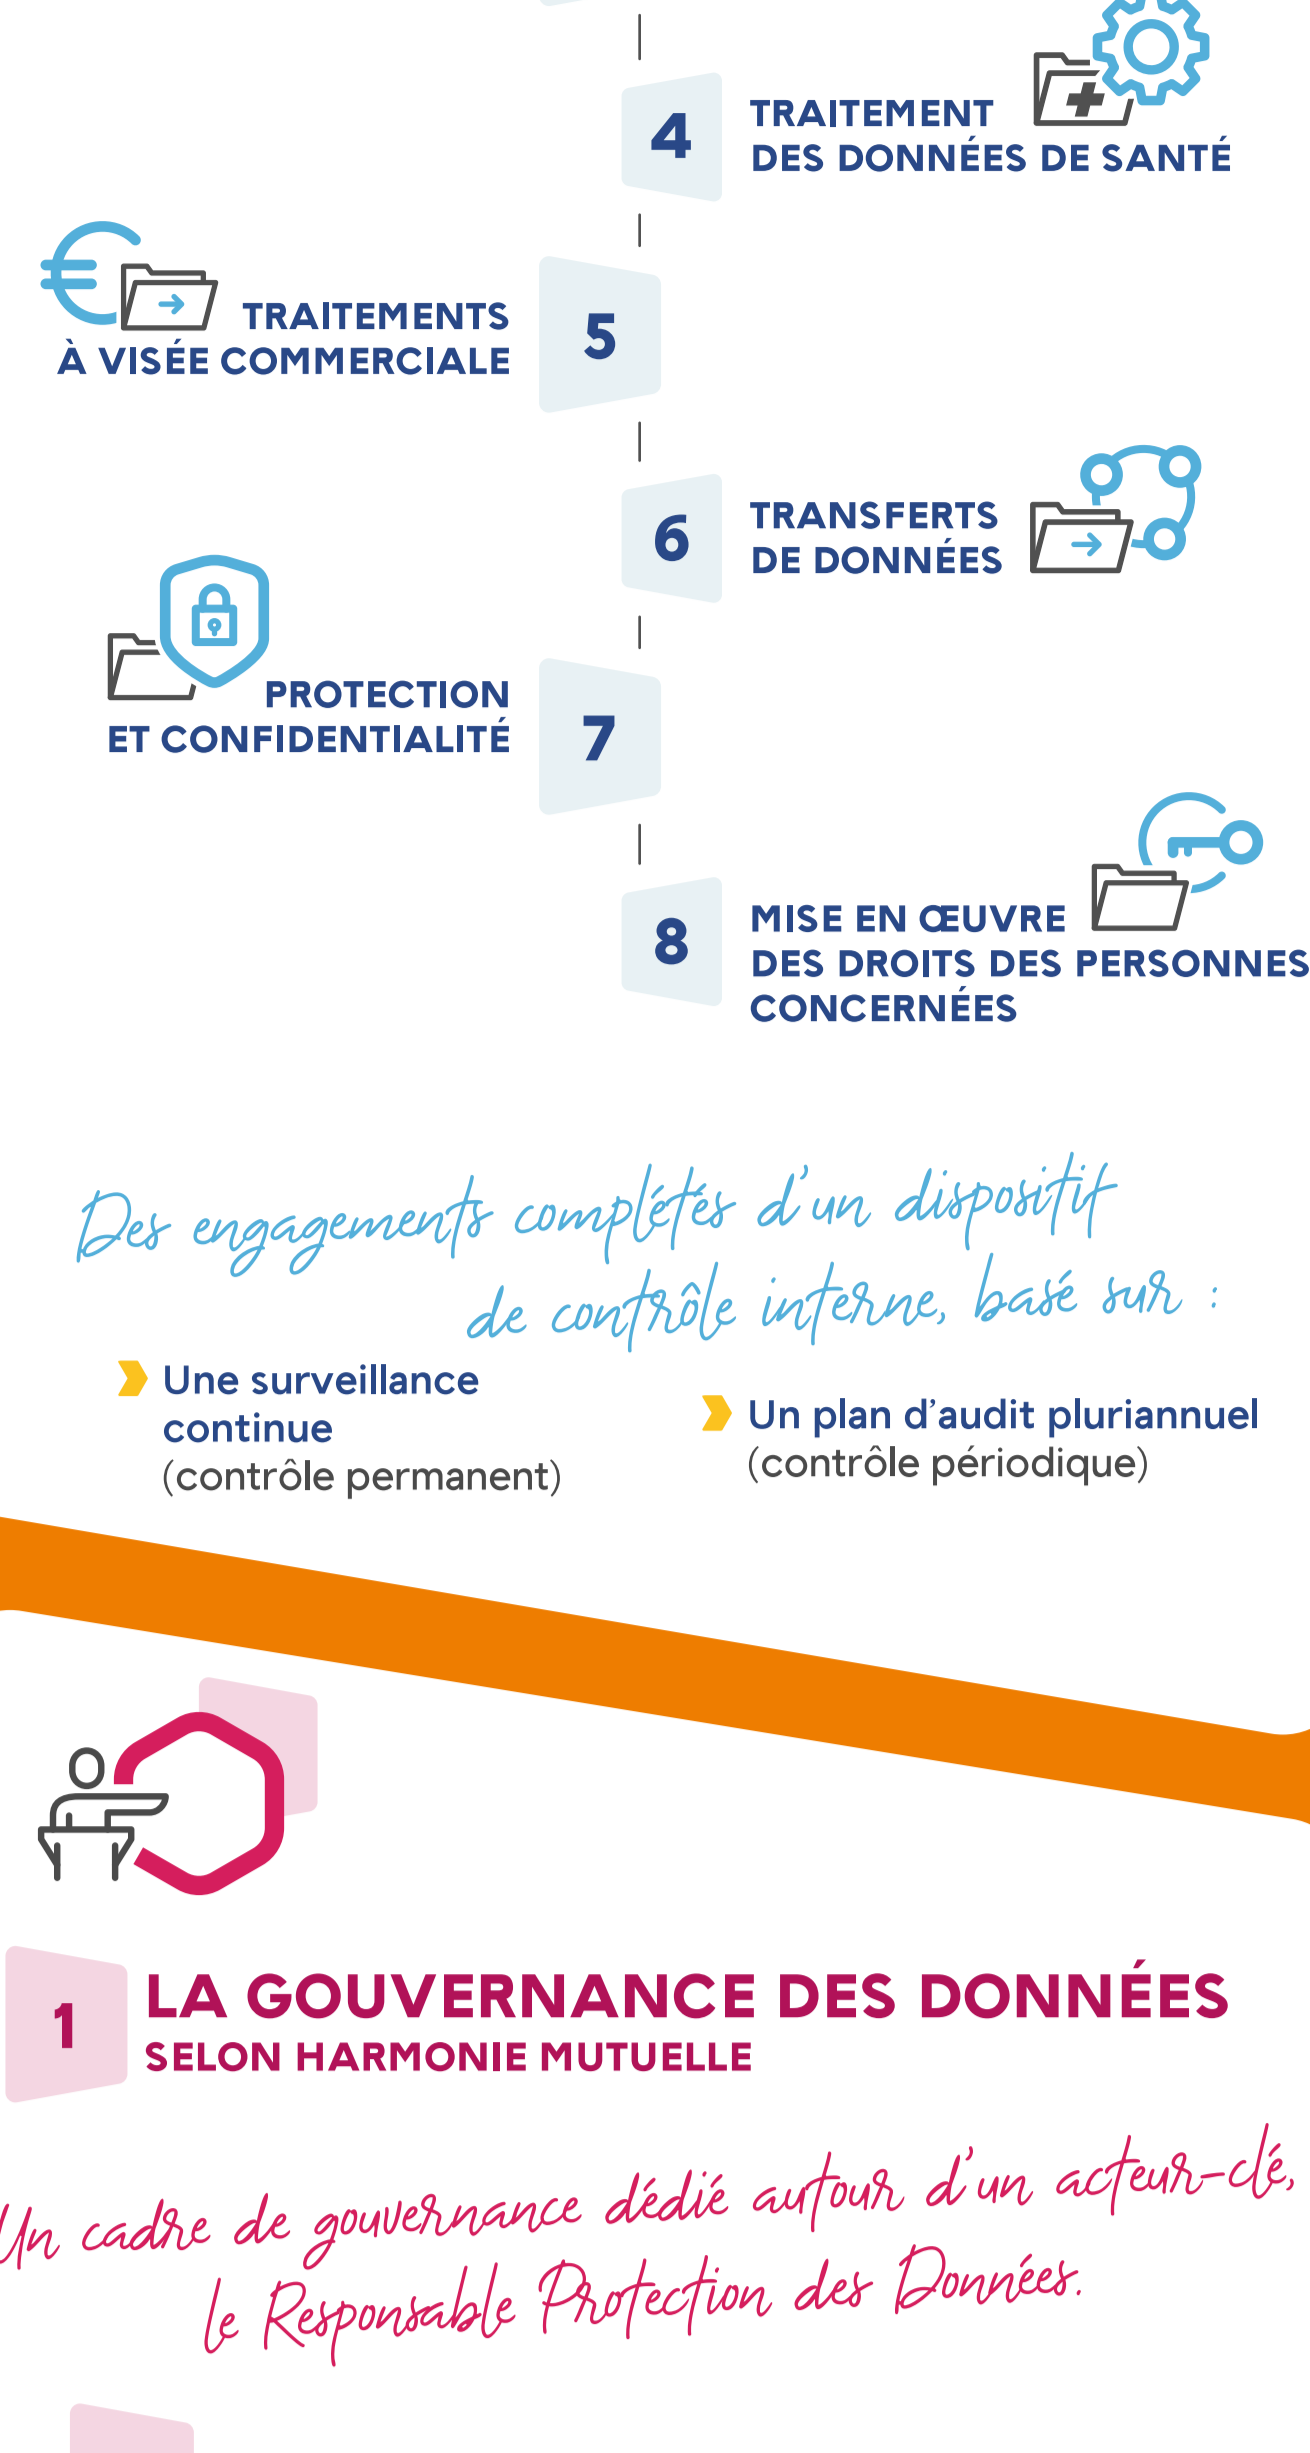 4
TRAITEMENT
DES DONNÉES DE SANTÉ
TRAITEMENTS
À VISÉE COMMERCIALE
5
6
TRANSFERTS
DE DONNÉES
PROTECTION
ET CONFIDENTIALITÉ
7
8
MISE EN ŒUVRE
DES DROITS DES PERSONNES
CONCERNÉES
Des engagements complétés d'un dispositif
de contrôle interne, basé sur :
Une surveillance
continue
(contrôle permanent)
Un plan d'audit pluriannuel
(contrôle périodique)
1
LA GOUVERNANCE DES DONNÉES
SELON HARMONIE MUTUELLE
Un cadre de gouvernance dédié autour d'un acteur-clé,
le Responsable Protection des Données.